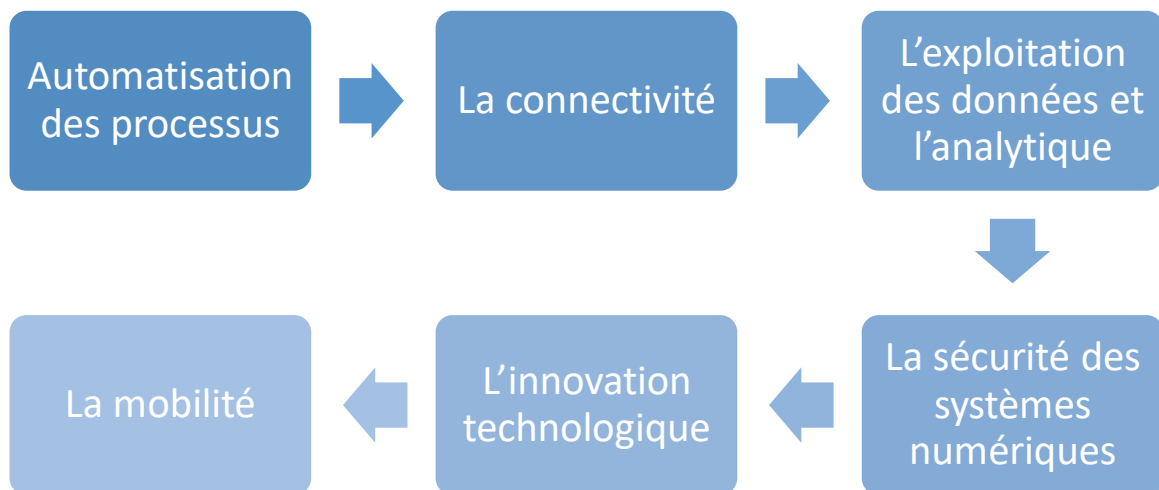 Automatisation
des processus
La connectivité
L’exploitation
des données et
l’analytique
La sécurité des
systèmes
numériques
L’innovation
technologique
La mobilité